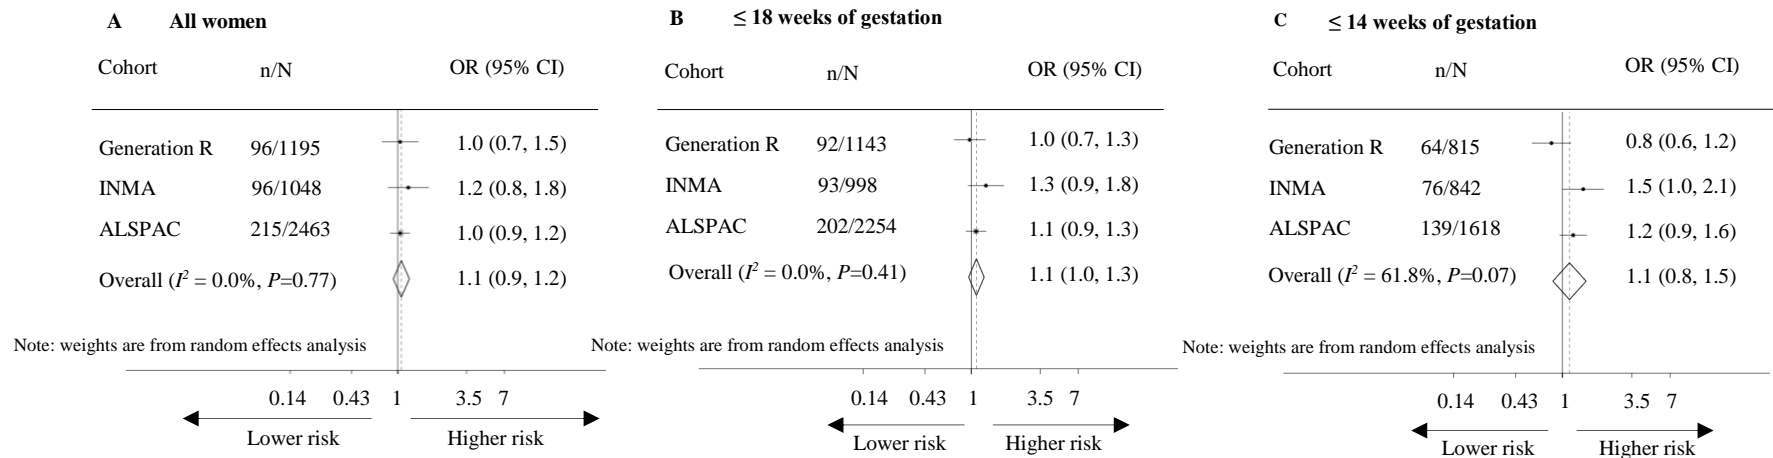 A All women
Cohort n/N OR (95% CI)
Generation R 96/1195 1.0 (0.7, 1.5)
INMA 96/1048 1.2 (0.8, 1.8)
ALSPAC 215/2463 1.0 (0.9, 1.2)
Overall (I² = 0.0%, P=0.77) 1.1 (0.9, 1.2)
Note: weights are from random effects analysis
0.14 0.43 1 3.5 7
Lower risk Higher risk
B ≤ 18 weeks of gestation
Cohort n/N OR (95% CI)
Generation R 92/1143 1.0 (0.7, 1.3)
INMA 93/998 1.3 (0.9, 1.8)
ALSPAC 202/2254 1.1 (0.9, 1.3)
Overall (I² = 0.0%, P=0.41) 1.1 (1.0, 1.3)
Note: weights are from random effects analysis
0.14 0.43 1 3.5 7
Lower risk Higher risk
C ≤ 14 weeks of gestation
Cohort n/N OR (95% CI)
Generation R 64/815 0.8 (0.6, 1.2)
INMA 76/842 1.5 (1.0, 2.1)
ALSPAC 139/1618 1.2 (0.9, 1.6)
Overall (I² = 61.8%, P=0.07) 1.1 (0.8, 1.5)
Note: weights are from random effects analysis
0.14 0.43 1 3.5 7
Lower risk Higher risk